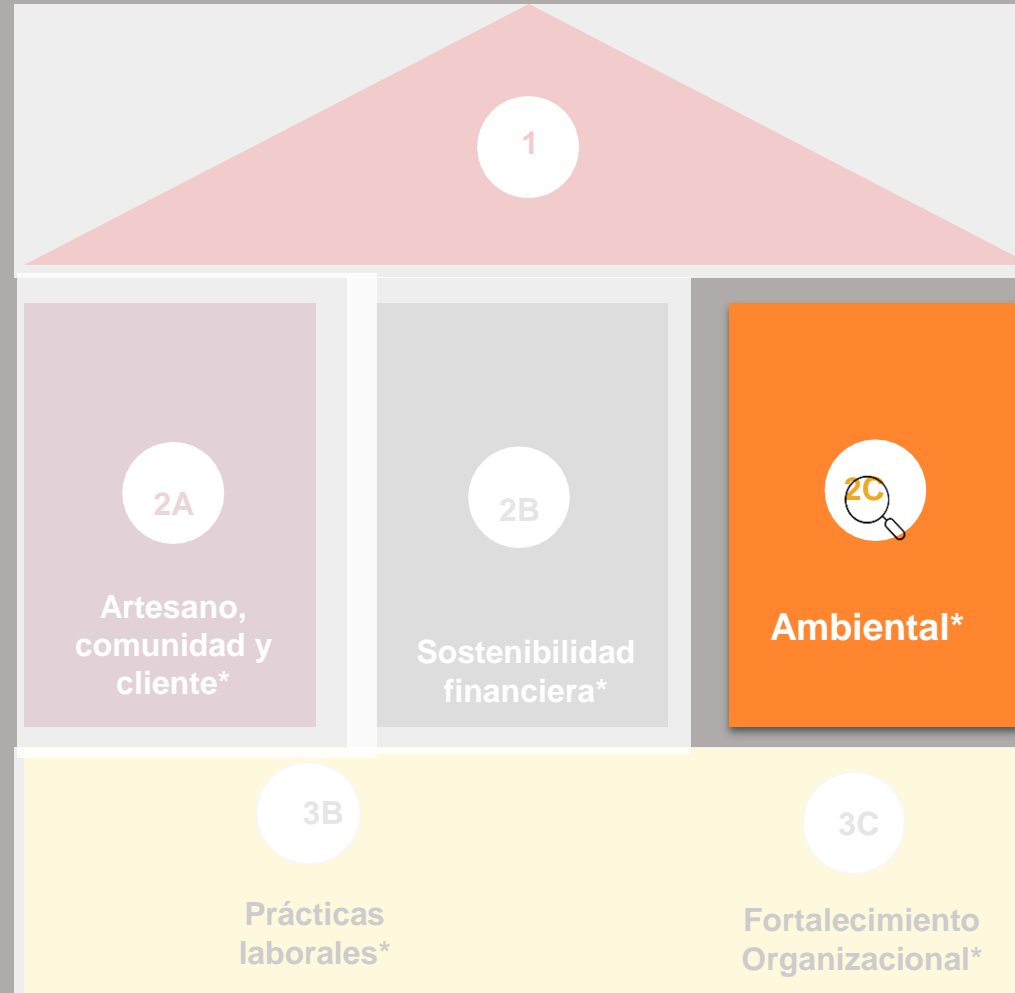 1
2A
Artesano,
comunidad y
cliente*
2B
Sostenibilidad
financiera*
2C
Ambiental*
3B
Prácticas
laborales*
3C
Fortalecimiento
Organizacional*